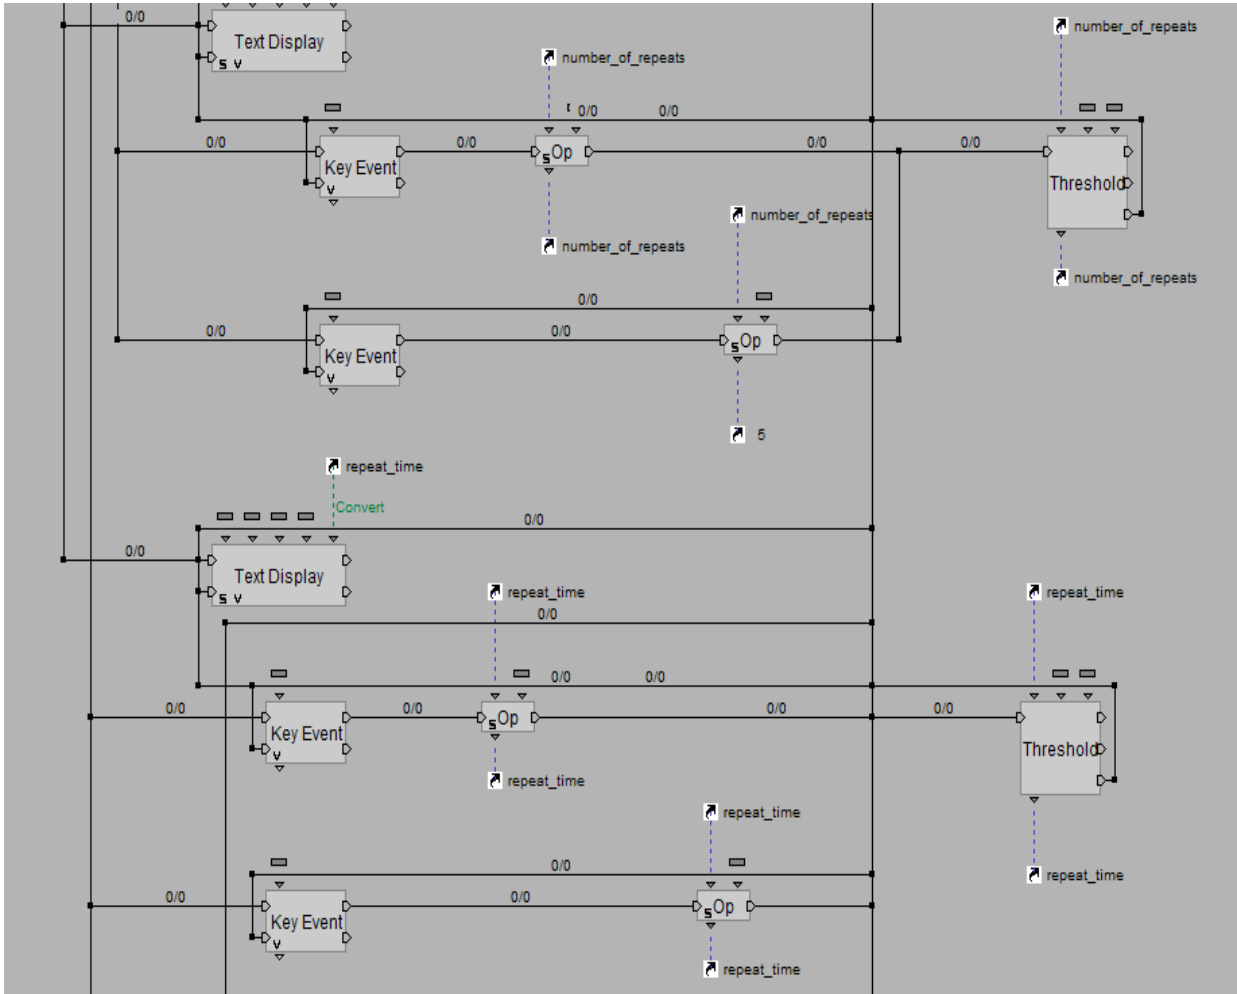 0/0
number_of_repeats
Text Display
S V
number_of_repeats
0/0 0/0
0/0 0/0 0/0 0/0
Key Event
V
S Op
Threshold
number_of_repeats
number_of_repeats
number_of_repeats
0/0
0/0 0/0
Key Event
V
S Op
5
repeat_time
Convert
0/0
0/0
Text Display
S V
repeat_time
repeat_time
0/0
0/0 0/0
0/0 0/0 0/0 0/0
Key Event
V
S Op
Threshold
repeat_time
repeat_time
0/0
repeat_time
0/0 0/0
Key Event
V
S Op
repeat_time